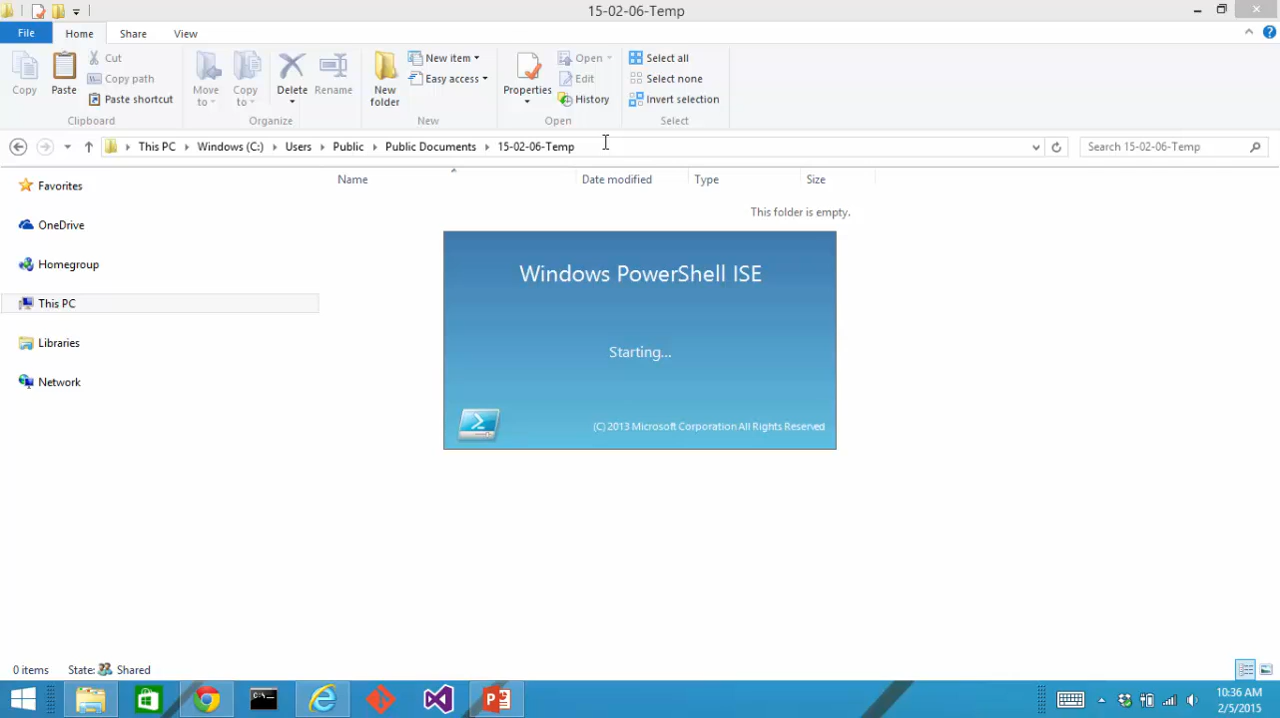 15-02-06-Temp
File Home Share View
Copy
Paste
Cut
Copy path
Paste shortcut
Clipboard
Move to
Copy to
Delete
Rename
Organize
New folder
New item
Easy access
New
Properties
Open
Edit
History
Open
Select all
Select none
Invert selection
Select
This PC Windows (C:) Users Public Public Documents 15-02-06-Temp
Search 15-02-06-Temp
Name Date modified Type Size
This folder is empty.
Favorites
OneDrive
Homegroup
This PC
Libraries
Network
Windows PowerShell ISE
Starting...
(C) 2013 Microsoft Corporation All Rights Reserved
0 items State: Shared
10:36 AM
2/5/2015